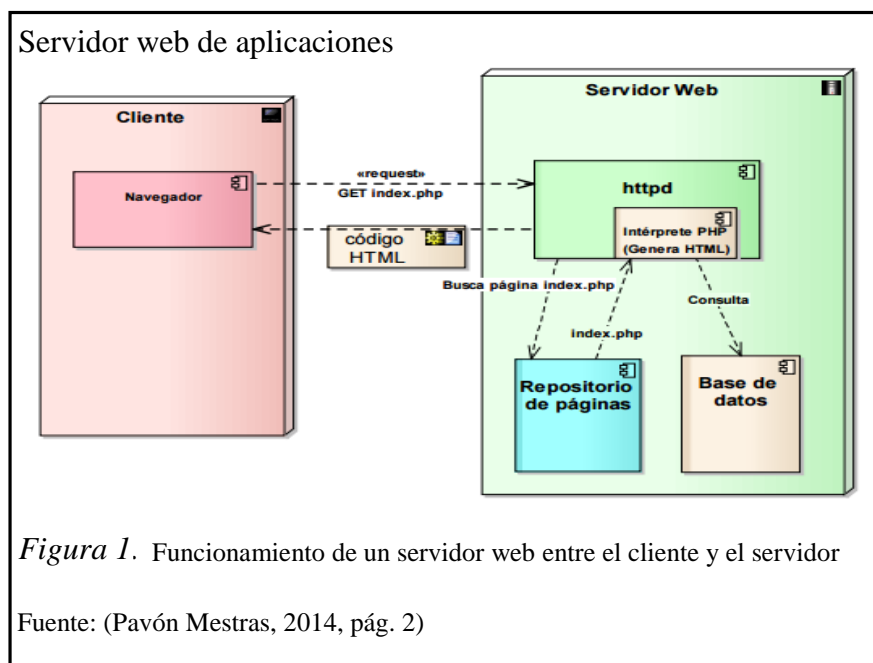 Servidor web de aplicaciones
Cliente
Servidor Web
Navegador
«request»
GET index.php
httpd
Intérprete PHP
(Genera HTML)
código
HTML
Busca página index.php
Consulta
index.php
Repositorio
de páginas
Base de
datos
Figura 1. Funcionamiento de un servidor web entre el cliente y el servidor
Fuente: (Pavón Mestras, 2014, pág. 2)